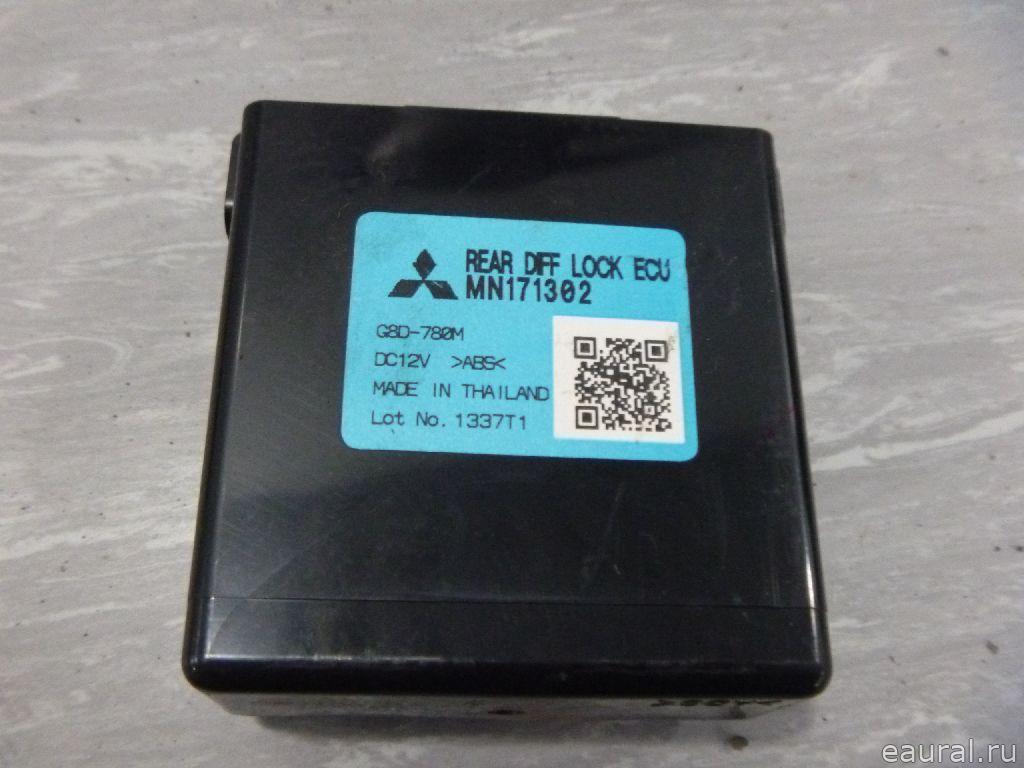 REAR DIFF LOCK ECU
MN171302
G8D-780M
DC12V >ABS<
MADE IN THAILAND
Lot No. 1337T1
eaural.ru